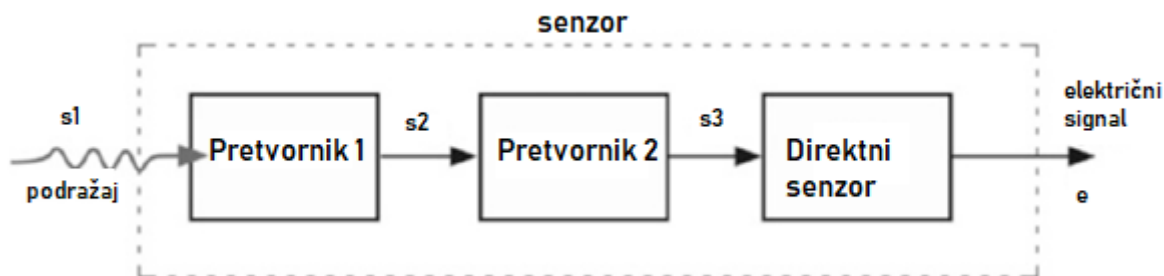 senzor
s1
podražaj
Pretvornik 1
s2
Pretvornik 2
s3
Direktni
senzor
električni
signal
e